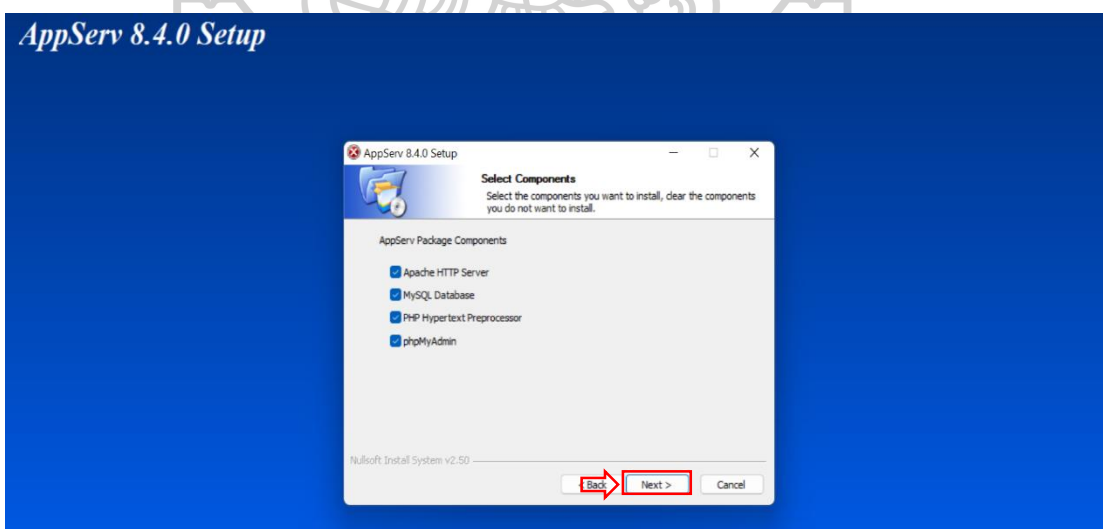 AppServ 8.4.0 Setup
AppServ 8.4.0 Setup
Select Components
Select the components you want to install, clear the components
you do not want to install.
AppServ Package Components
Apache HTTP Server
MySQL Database
PHP Hypertext Preprocessor
phpMyAdmin
Nullsoft Install System v2.50
< Back Next > Cancel